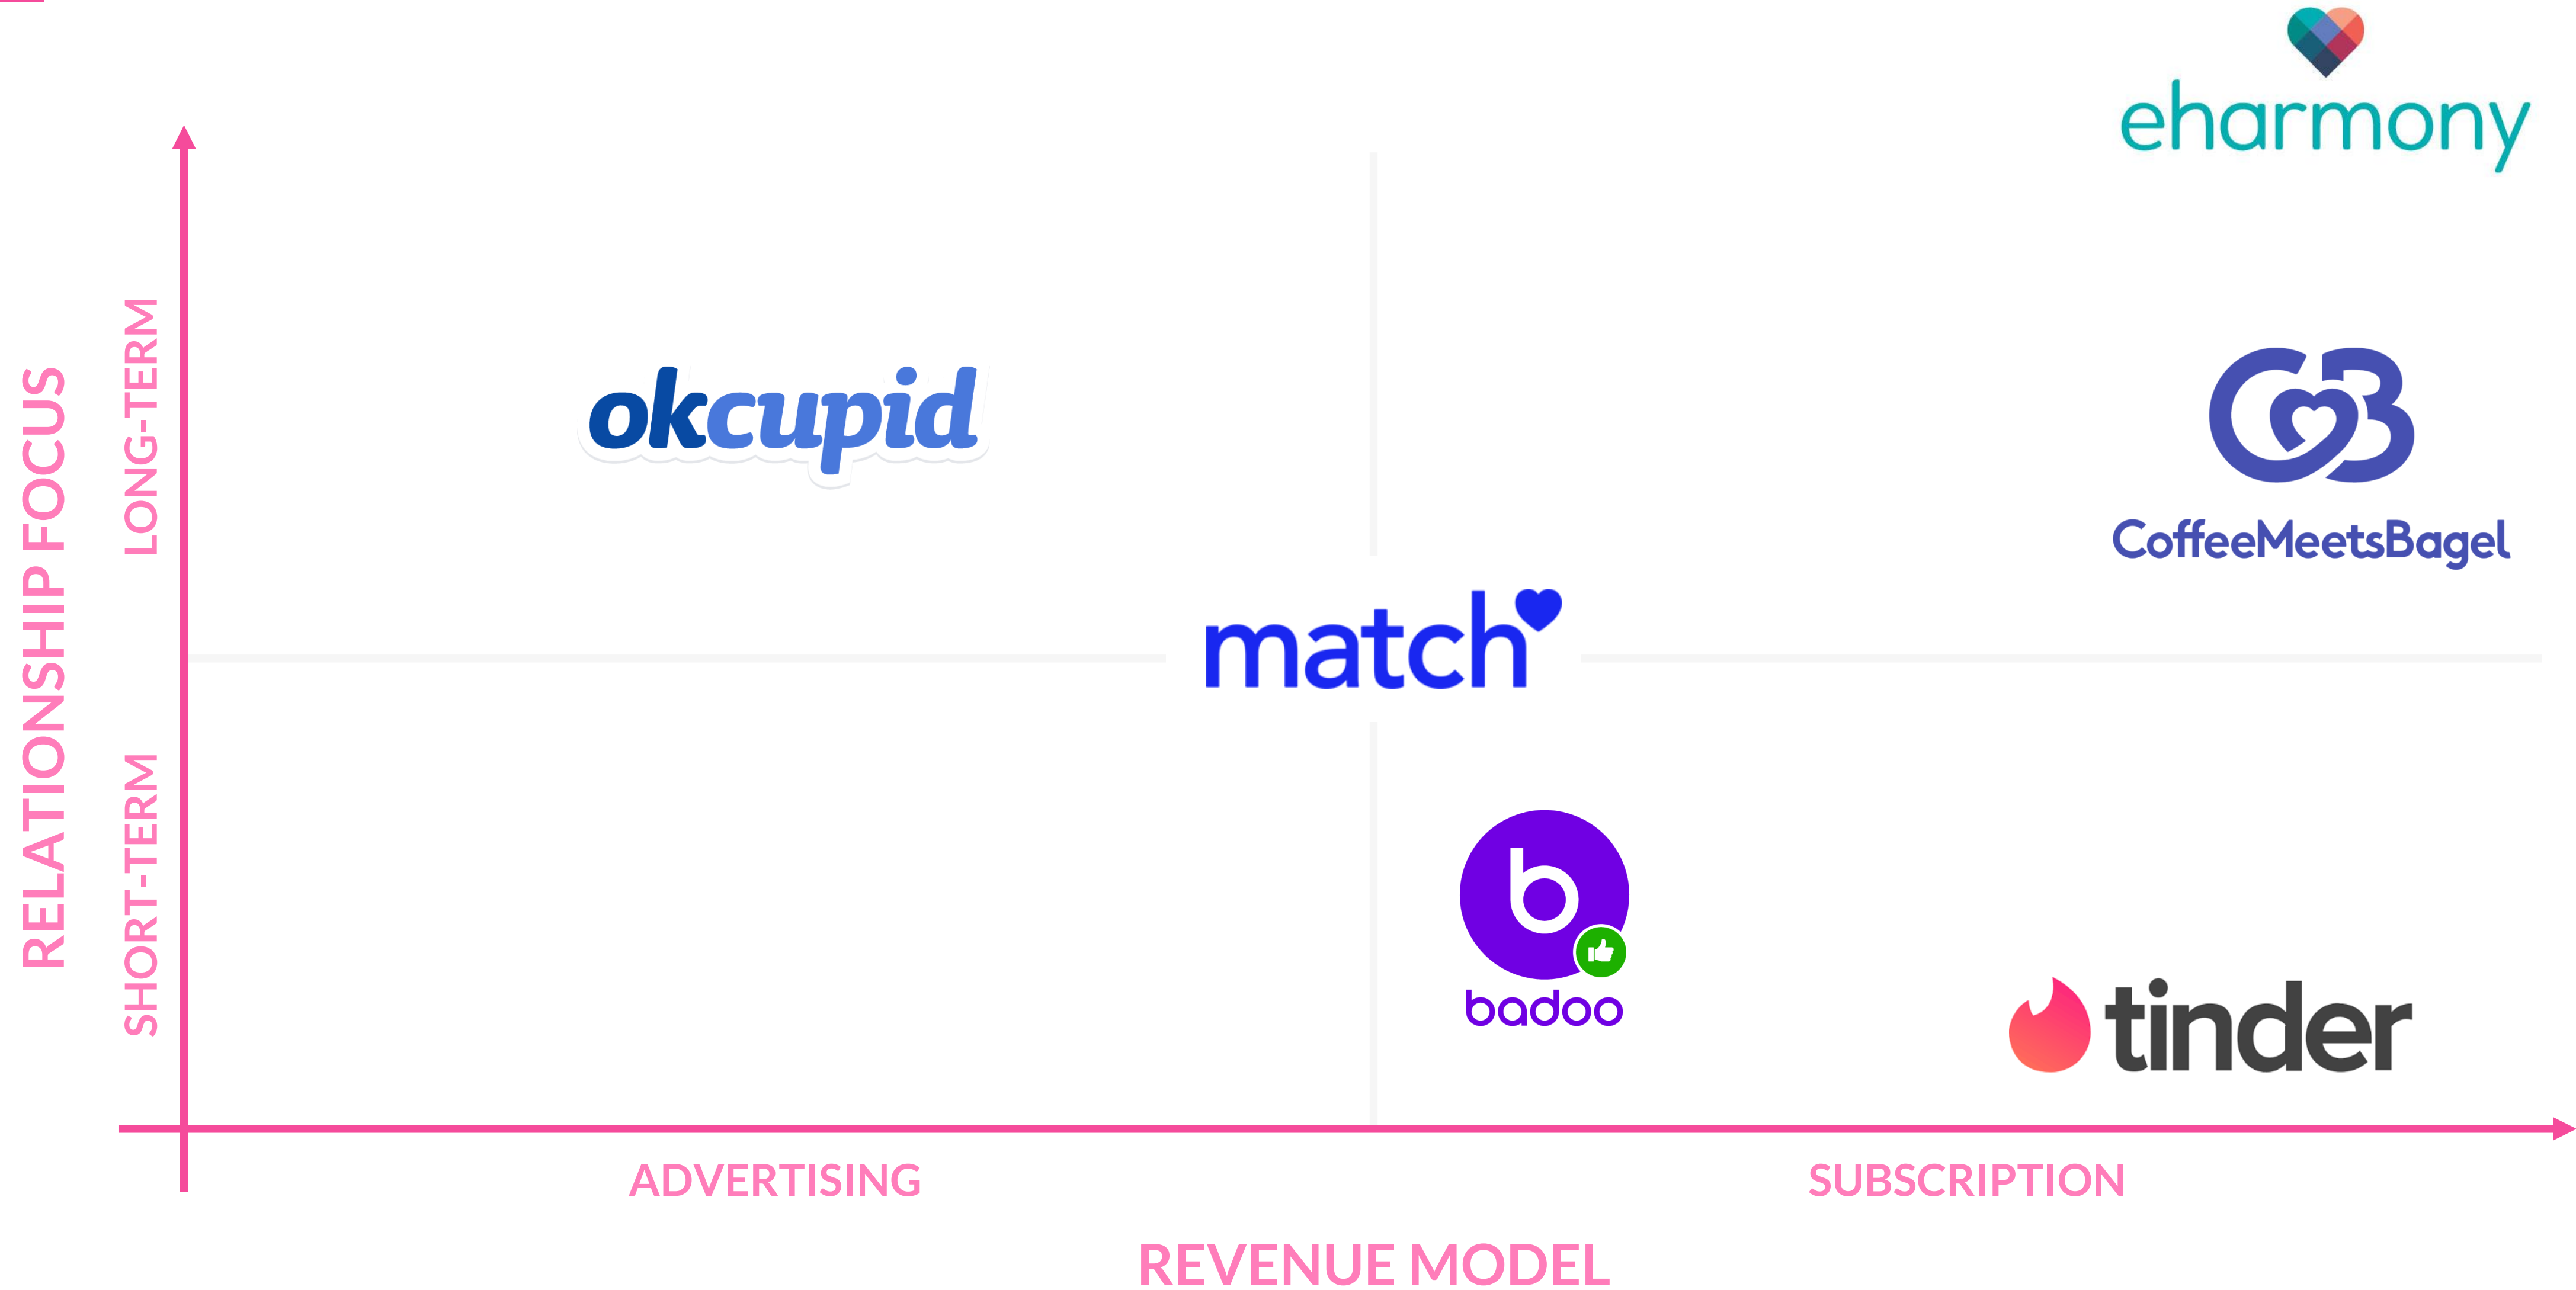 eharmony
RELATIONSHIP FOCUS
LONG-TERM
okcupid
CoffeeMeetsBagel
match
SHORT-TERM
b
badoo
tinder
ADVERTISING
SUBSCRIPTION
REVENUE MODEL